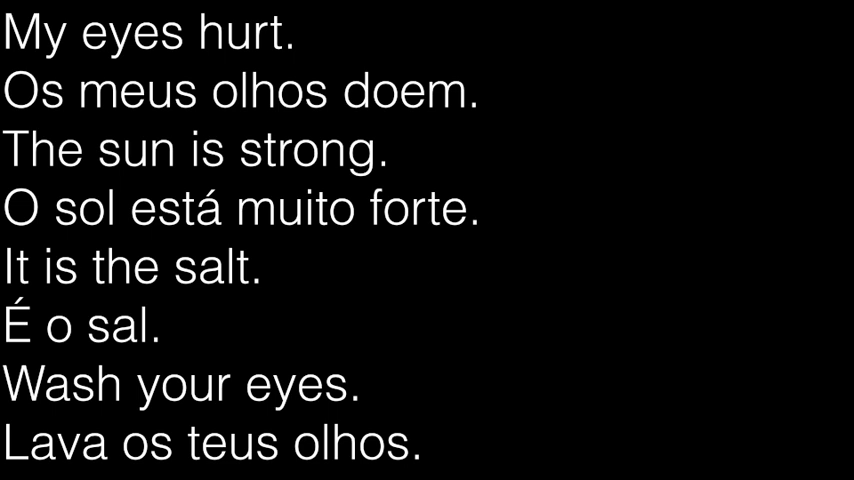 My eyes hurt.
Os meus olhos doem.
The sun is strong.
O sol está muito forte.
It is the salt.
É o sal.
Wash your eyes.
Lava os teus olhos.